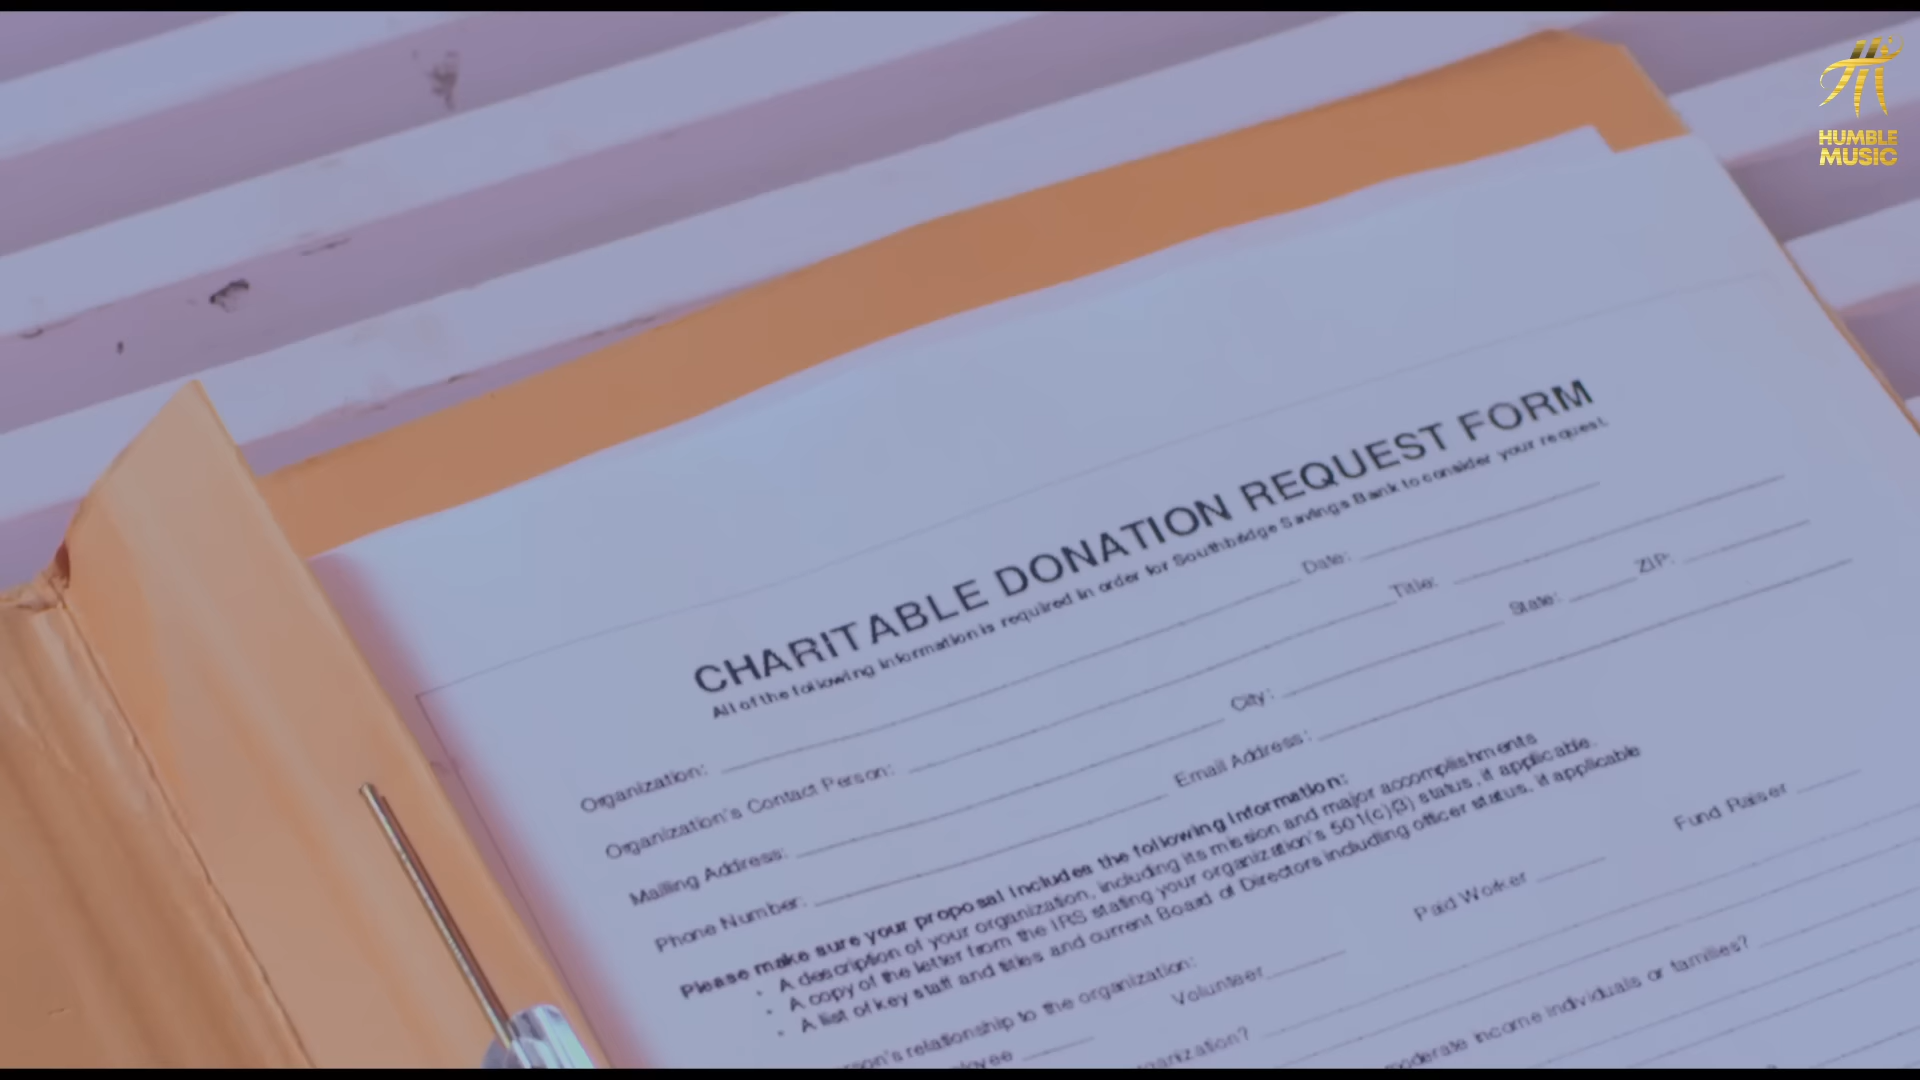 HUMBLE
MUSIC
CHARITABLE DONATION REQUEST FORM
All of the following information is required in order for Southbridge Savings Bank to consider your request.
Organization: Date:
Organization's Contact Person: Title:
Mailing Address: City: State: ZIP:
Phone Number: Email Address:
Please make sure your proposal includes the following information:
• A description of your organization, including its mission and major accomplishments
• A copy of the letter from the IRS stating your organization's 501(c)(3) status, if applicable.
• A list of key staff and titles and current Board of Directors including officer status, if applicable
relationship to the organization:
Volunteer Paid Worker Fund Raiser
moderate income individuals or families?